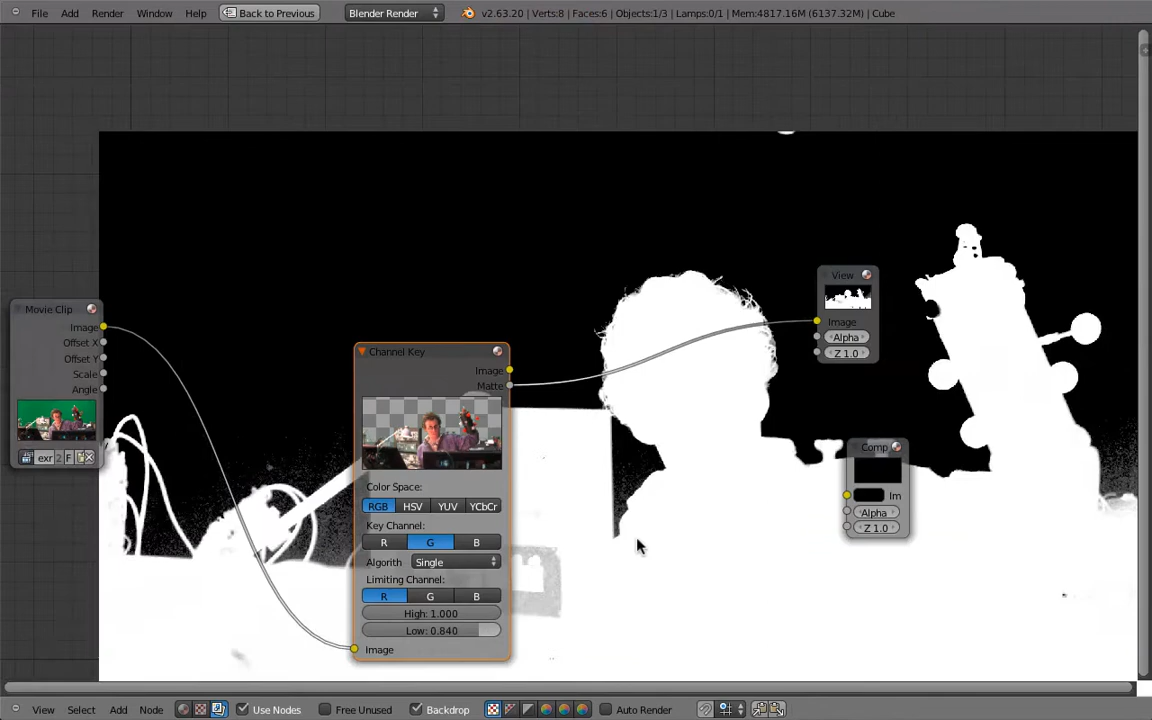 File Add Render Window Help Back to Previous Blender Render v2.63.20 | Verts:8 | Faces:6 | Objects:1/3 | Lamps:0/1 | Mem:4817.16M (6137.32M) | Cube
View
Image
Alpha
Z 1.0
Movie Clip
Image
Offset X
Offset Y
Scale
Angle
exr 2 F
Channel Key
Image
Matte
Color Space:
RGB HSV YUV YCbCr
Key Channel:
R G B
Algorith Single
Limiting Channel:
R G B
High: 1.000
Low: 0.840
Image
Comp
Im
Alpha
Z 1.0
View Select Add Node Use Nodes Free Unused Backdrop Auto Render